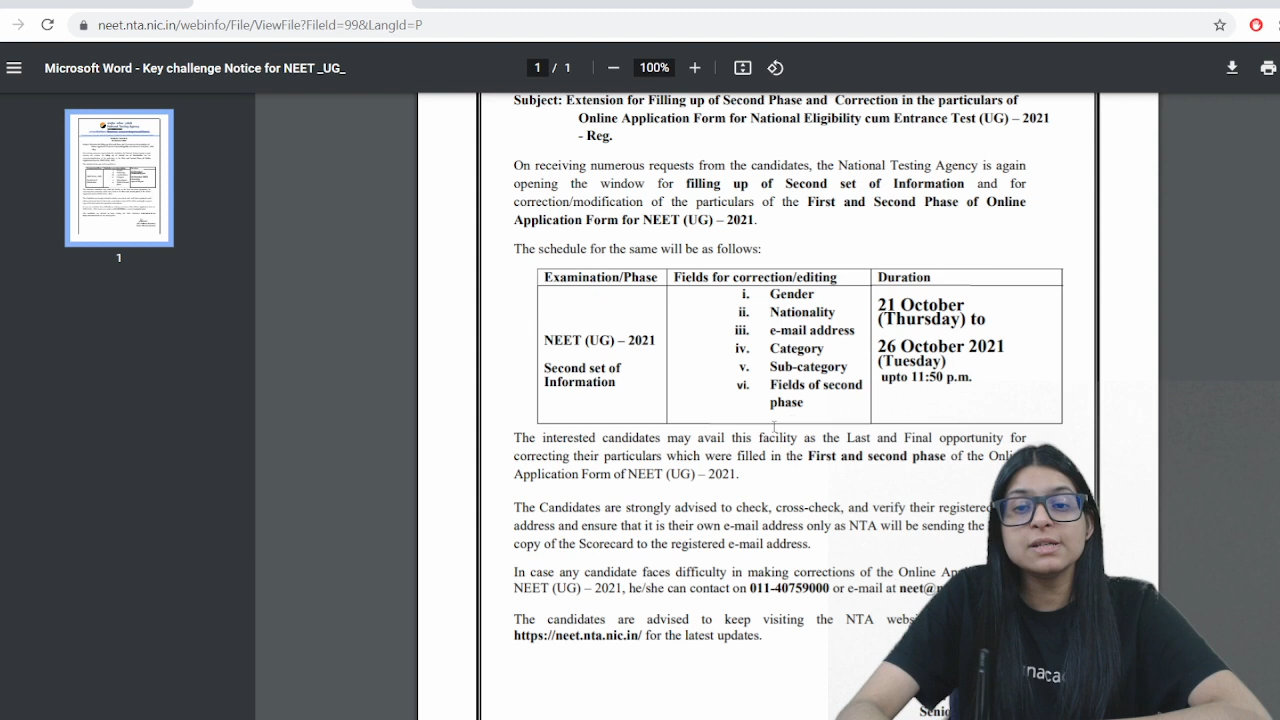 neet.nta.nic.in/webinfo/File/ViewFile?FileId=99&LangId=P
Microsoft Word - Key challenge Notice for NEET _UG_
1 / 1
100%
1
Subject: Extension for Filling up of Second Phase and Correction in the particulars of
Online Application Form for National Eligibility cum Entrance Test (UG) – 2021
- Reg.
On receiving numerous requests from the candidates, the National Testing Agency is again
opening the window for filling up of Second set of Information and for
correction/modification of the particulars of the First and Second Phase of Online
Application Form for NEET (UG) – 2021.
The schedule for the same will be as follows:
Examination/Phase Fields for correction/editing Duration
NEET (UG) – 2021
Second set of
Information
i. Gender
ii. Nationality
iii. e-mail address
iv. Category
v. Sub-category
vi. Fields of second
phase
21 October
(Thursday) to
26 October 2021
(Tuesday)
upto 11:50 p.m.
The interested candidates may avail this facility as the Last and Final opportunity for
correcting their particulars which were filled in the First and second phase of the
Application Form of NEET (UG) – 2021.
The Candidates are strongly advised to check, cross-check, and verify their registered
address and ensure that it is their own e-mail address only as NTA will be sending the
copy of the Scorecard to the registered e-mail address.
In case any candidate faces difficulty in making corrections of the Online
NEET (UG) – 2021, he/she can contact on 011-40759000 or e-mail at
The candidates are advised to keep visiting the NTA
https://neet.nta.nic.in/ for the latest updates.